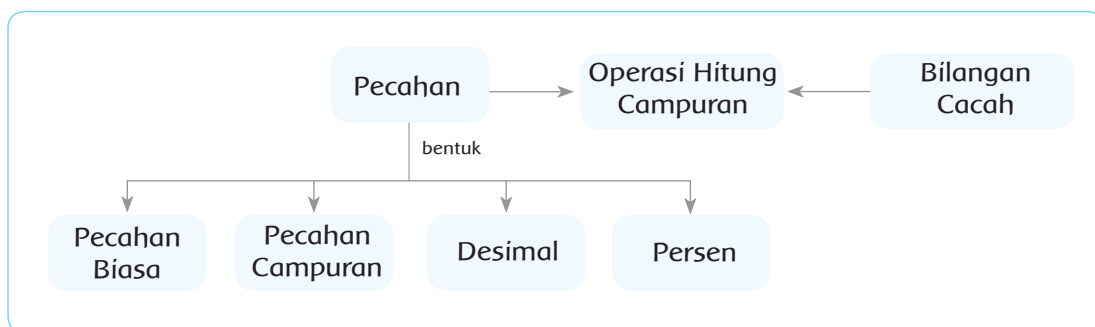 Pecahan
Operasi Hitung
Campuran
Bilangan
Cacah
bentuk
Pecahan
Biasa
Pecahan
Campuran
Desimal
Persen